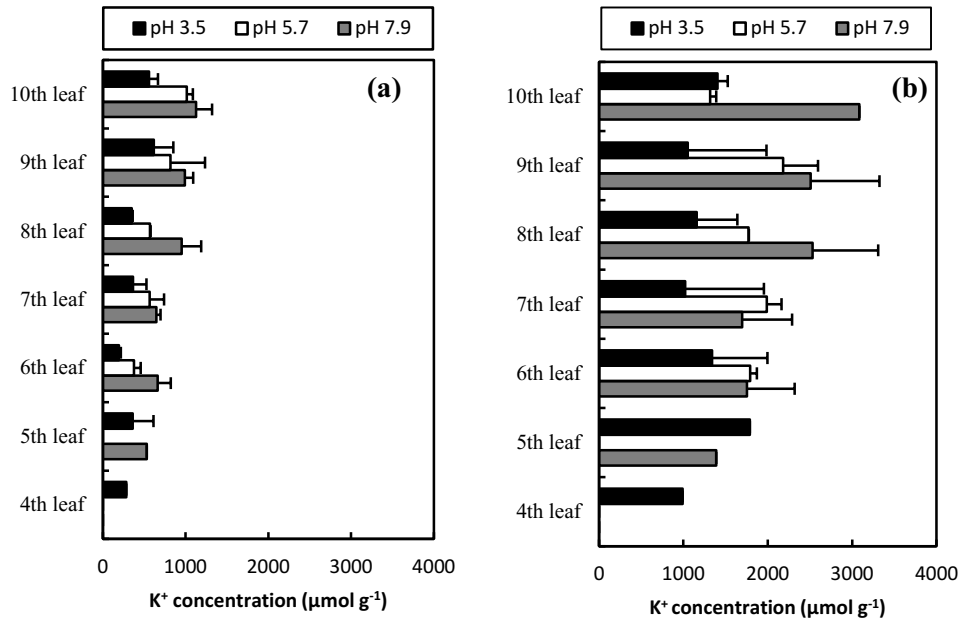 pH 3.5 pH 5.7 pH 7.9
(a)
10th leaf
9th leaf
8th leaf
7th leaf
6th leaf
5th leaf
4th leaf
0 1000 2000 3000 4000
K⁺ concentration (μmol g⁻¹)
pH 3.5 pH 5.7 pH 7.9
(b)
10th leaf
9th leaf
8th leaf
7th leaf
6th leaf
5th leaf
4th leaf
0 1000 2000 3000 4000
K⁺ concentration (μmol g⁻¹)